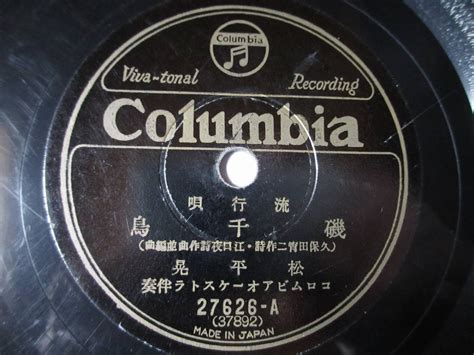 Columbia
Viva-tonal Recording
Columbia
流行唄
磯千鳥
(久保田宵二作詩・江口夜詩作曲並編曲)
松平晃
コロムビアオーケストラ伴奏
27626-A
(37892)
MADE IN JAPAN